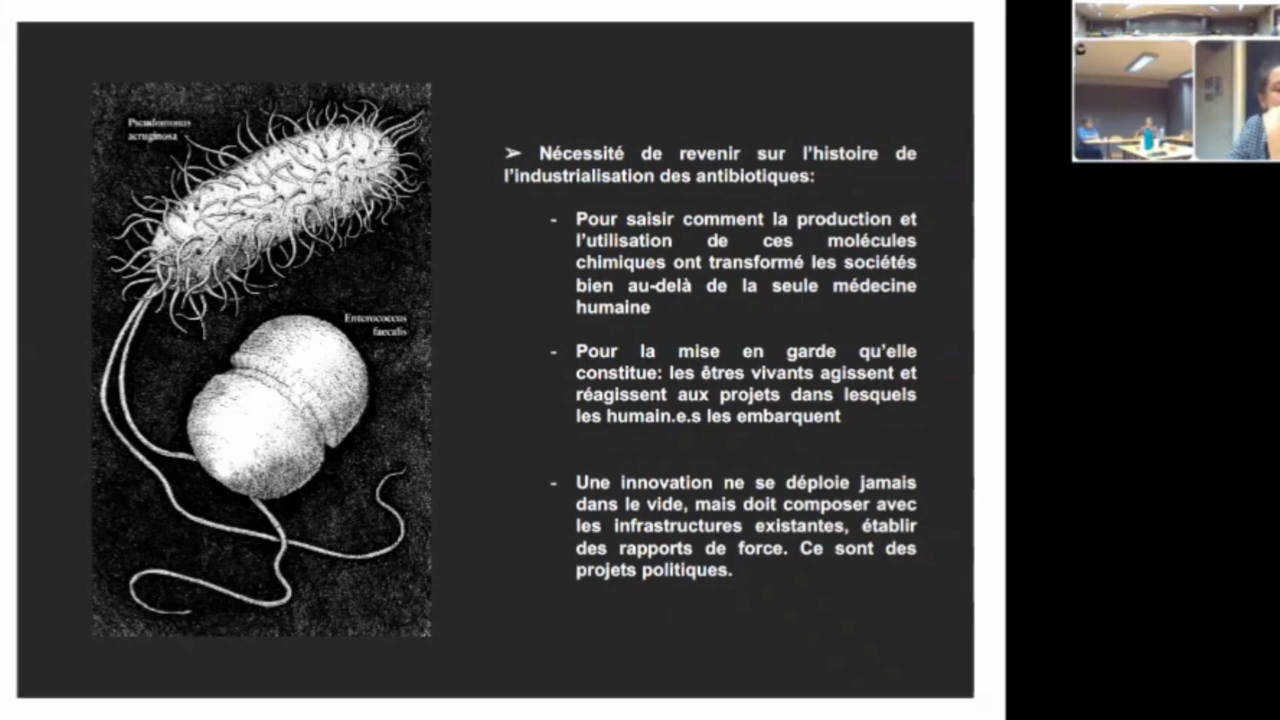 Pseudomonas
aeruginosa
Enterococcus
faecalis
➢ Nécessité de revenir sur l'histoire de
l'industrialisation des antibiotiques:
- Pour saisir comment la production et
l'utilisation de ces molécules
chimiques ont transformé les sociétés
bien au-delà de la seule médecine
humaine
- Pour la mise en garde qu'elle
constitue: les êtres vivants agissent et
réagissent aux projets dans lesquels
les humain.e.s les embarquent
- Une innovation ne se déploie jamais
dans le vide, mais doit composer avec
les infrastructures existantes, établir
des rapports de force. Ce sont des
projets politiques.